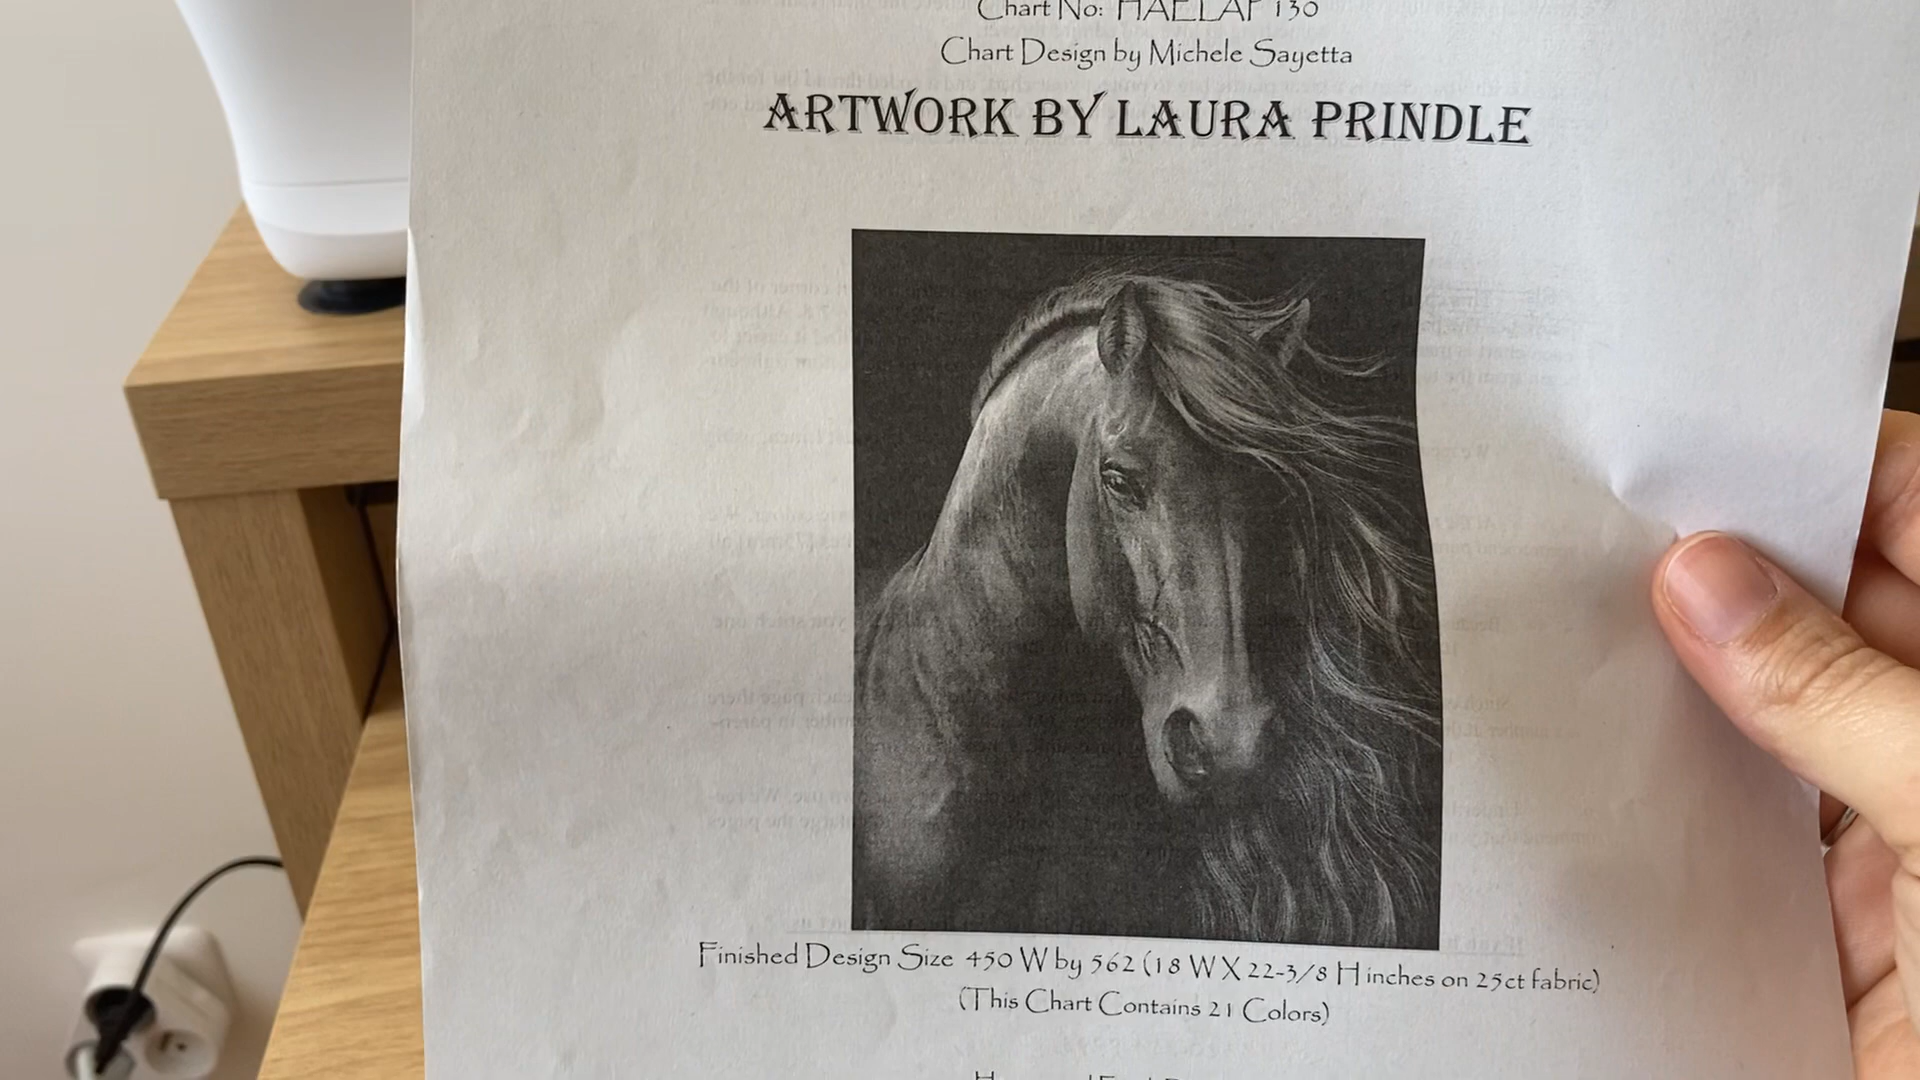 Chart No: HAELAP 130
Chart Design by Michele Sayetta
ARTWORK BY LAURA PRINDLE
Finished Design Size 450 W by 562 (18 W X 22-3/8 H inches on 25ct fabric)
(This Chart Contains 21 Colors)